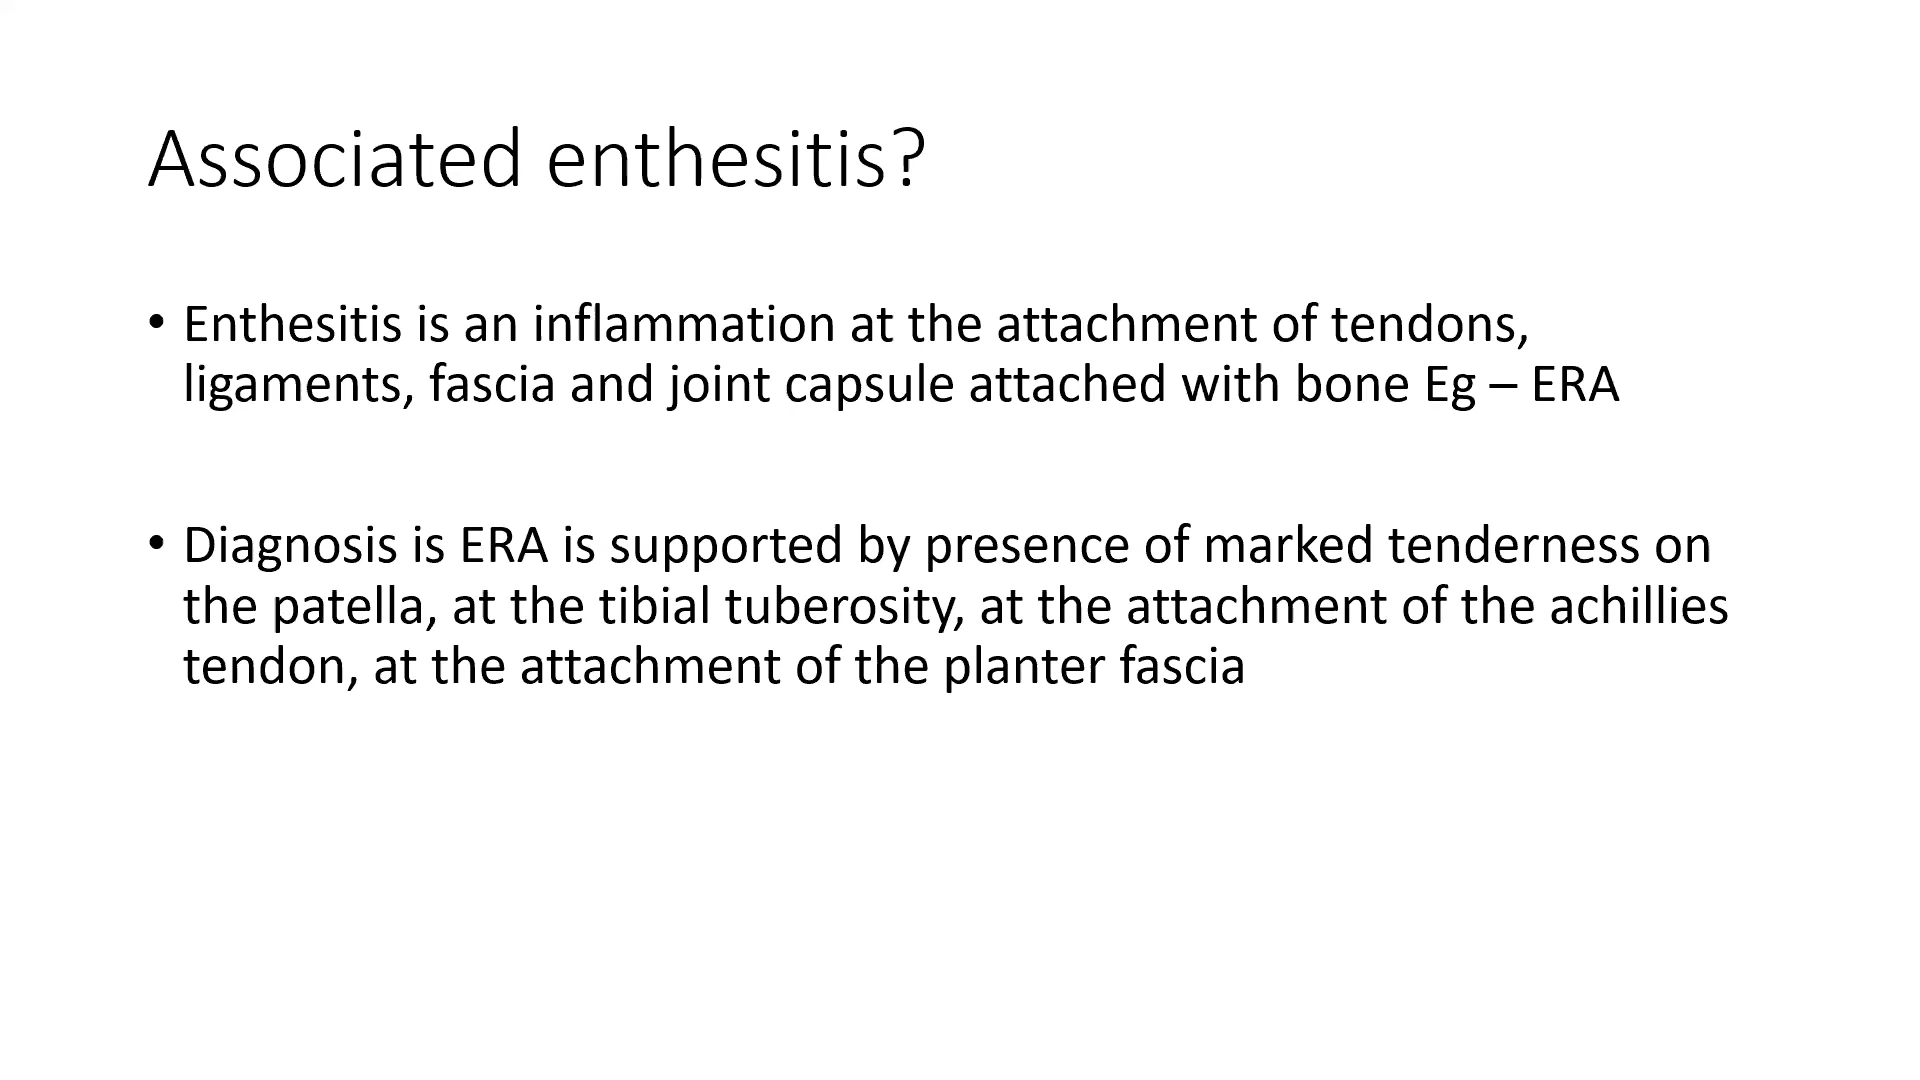 Associated enthesitis?
• Enthesitis is an inflammation at the attachment of tendons,
ligaments, fascia and joint capsule attached with bone Eg – ERA
• Diagnosis is ERA is supported by presence of marked tenderness on
the patella, at the tibial tuberosity, at the attachment of the achillies
tendon, at the attachment of the planter fascia